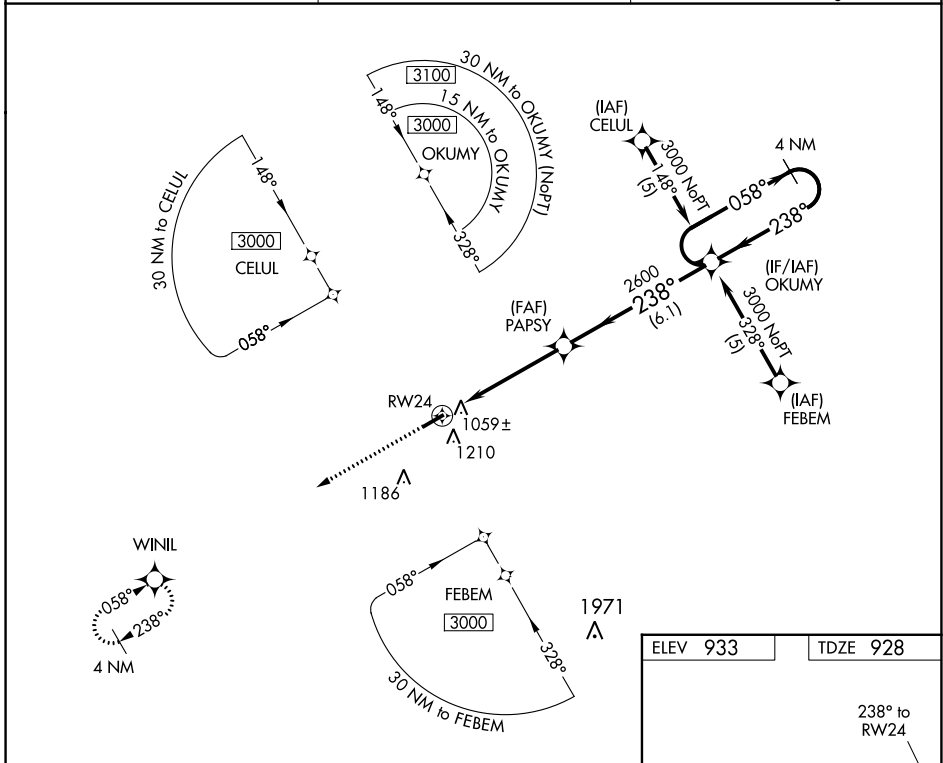 30 NM to OKUMY (NoPT)
3100
148°
15 NM to OKUMY
3000
OKUMY
328°
30 NM to CELUL
148°
3000
CELUL
058°
(IAF)
CELUL
3000 NoPT
148°
(5)
4 NM
058°
238°
(IF/IAF)
OKUMY
2600
238°
(6.1)
(FAF)
PAPSY
3000 NoPT
328°
(5)
(IAF)
FEBEM
RW24
1059±
1210
1186
WINIL
058°
238°
4 NM
058°
FEBEM
3000
328°
30 NM to FEBEM
1971
ELEV 933
TDZE 928
238° to
RW24